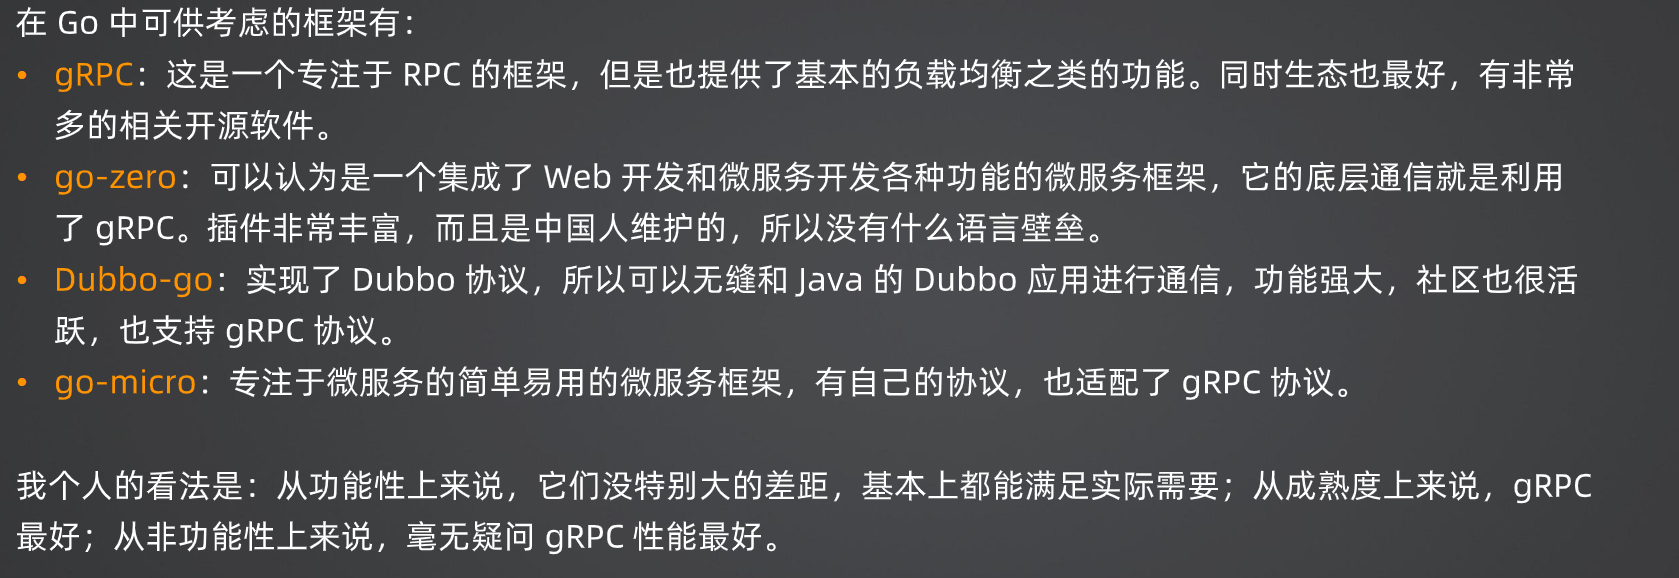 在 Go 中可供考虑的框架有：
• gRPC：这是一个专注于 RPC 的框架，但是也提供了基本的负载均衡之类的功能。同时生态也最好，有非常
多的相关开源软件。
• go-zero：可以认为是一个集成了 Web 开发和微服务开发各种功能的微服务框架，它的底层通信就是利用
了 gRPC。插件非常丰富，而且是中国人维护的，所以没有什么语言壁垒。
• Dubbo-go：实现了 Dubbo 协议，所以可以无缝和 Java 的 Dubbo 应用进行通信，功能强大，社区也很活
跃，也支持 gRPC 协议。
• go-micro：专注于微服务的简单易用的微服务框架，有自己的协议，也适配了 gRPC 协议。
我个人的看法是：从功能性上来说，它们没特别大的差距，基本上都能满足实际需要；从成熟度上来说，gRPC
最好；从非功能性上来说，毫无疑问 gRPC 性能最好。